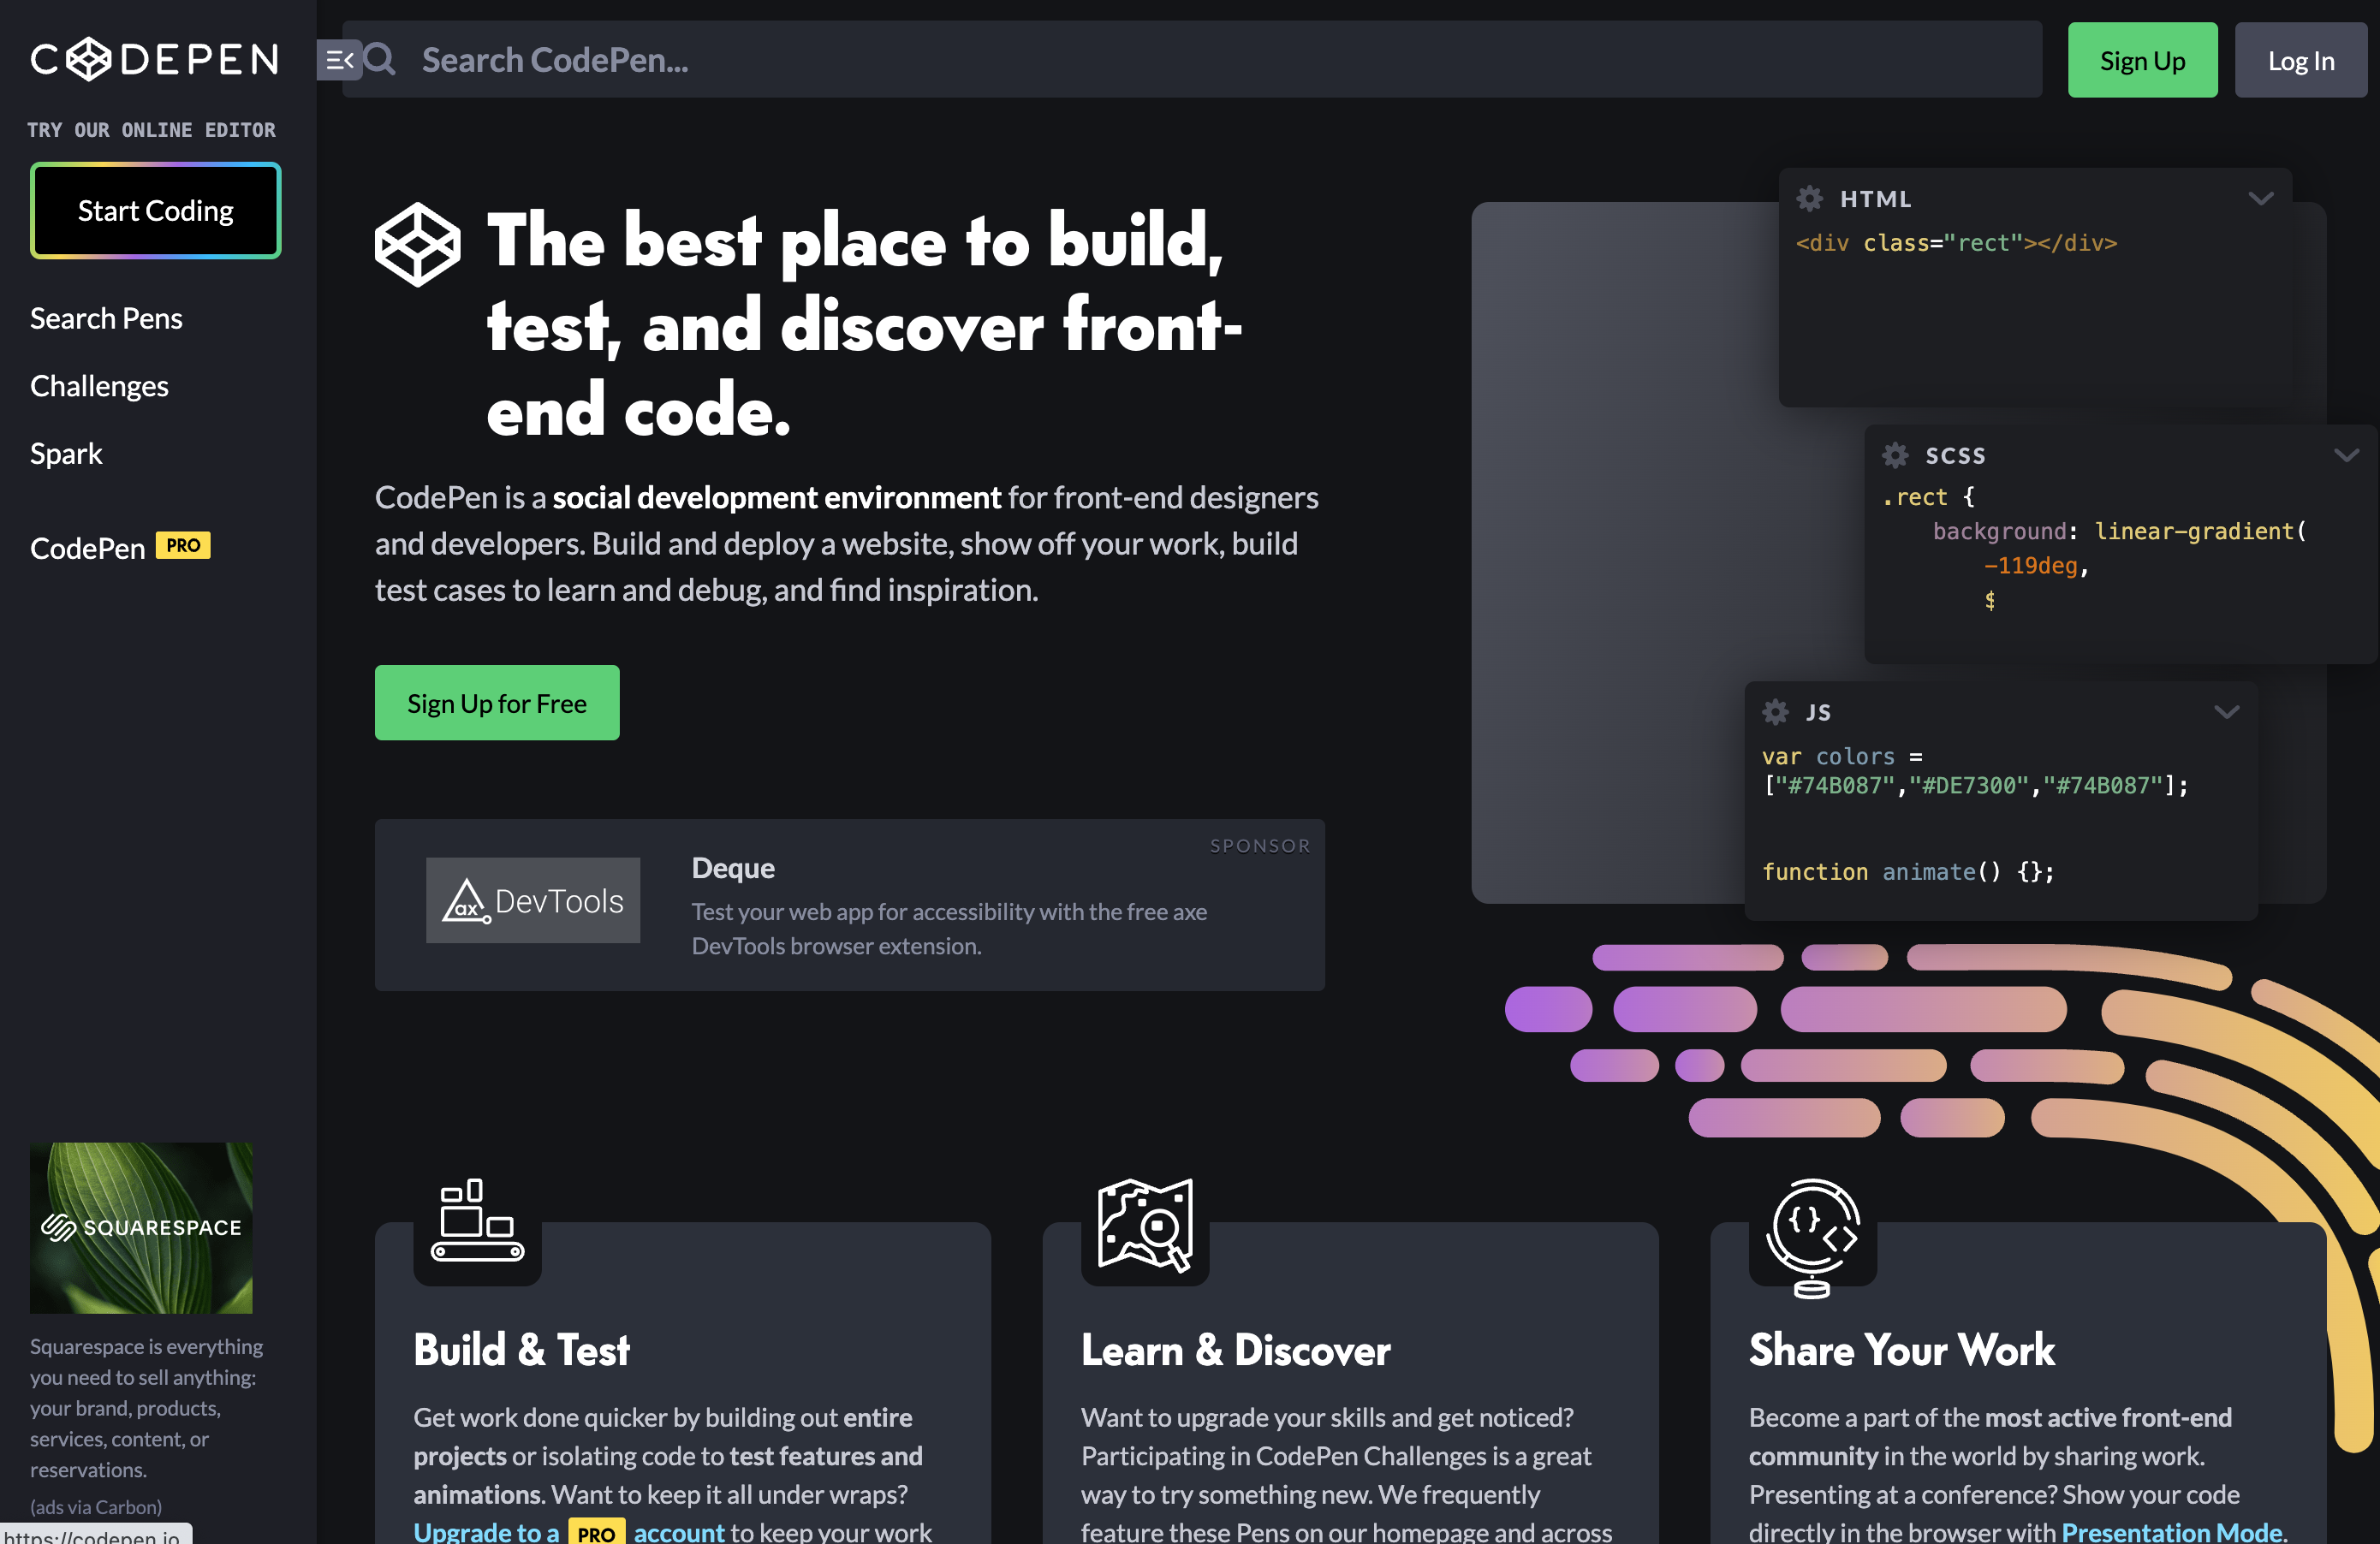 CODEPEN
TRY OUR ONLINE EDITOR
Start Coding
Search Pens
Challenges
Spark
CodePen PRO
SQUARESPACE
Squarespace is everything
you need to sell anything:
your brand, products,
services, content, or
reservations.
(ads via Carbon)
https://codepen.io
Search CodePen...
Sign Up
Log In
The best place to build,
test, and discover front-
end code.
CodePen is a social development environment for front-end designers
and developers. Build and deploy a website, show off your work, build
test cases to learn and debug, and find inspiration.
Sign Up for Free
SPONSOR
ax DevTools
Deque
Test your web app for accessibility with the free axe
DevTools browser extension.
HTML
<div class="rect"></div>
SCSS
.rect {
background: linear-gradient(
-119deg,
$
JS
var colors =
["#74B087","#DE7300","#74B087"];
function animate() {};
Build & Test
Get work done quicker by building out entire
projects or isolating code to test features and
animations. Want to keep it all under wraps?
Upgrade to a PRO account to keep your work
Learn & Discover
Want to upgrade your skills and get noticed?
Participating in CodePen Challenges is a great
way to try something new. We frequently
feature these Pens on our homepage and across
{} <>
Share Your Work
Become a part of the most active front-end
community in the world by sharing work.
Presenting at a conference? Show your code
directly in the browser with Presentation Mode.